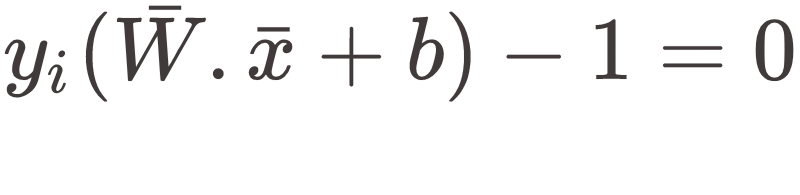 yᵢ(W̄.x̄ + b) − 1 = 0